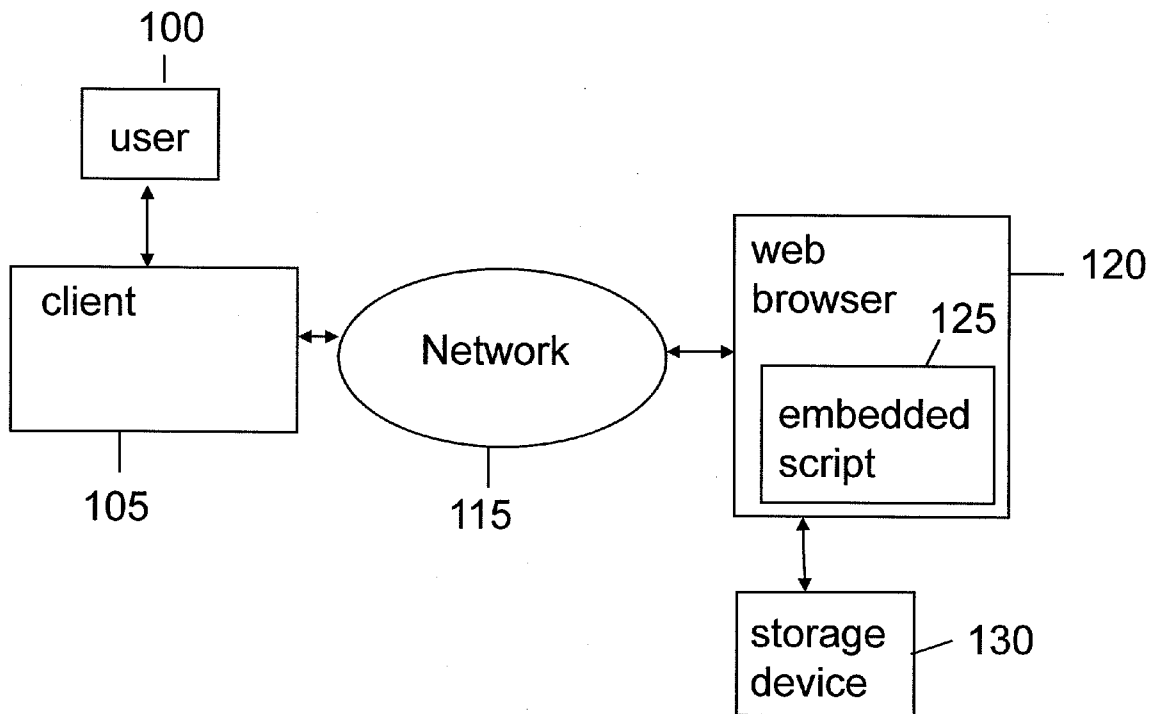 100
user
client
105
Network
115
web
browser
120
125
embedded
script
storage
device
130